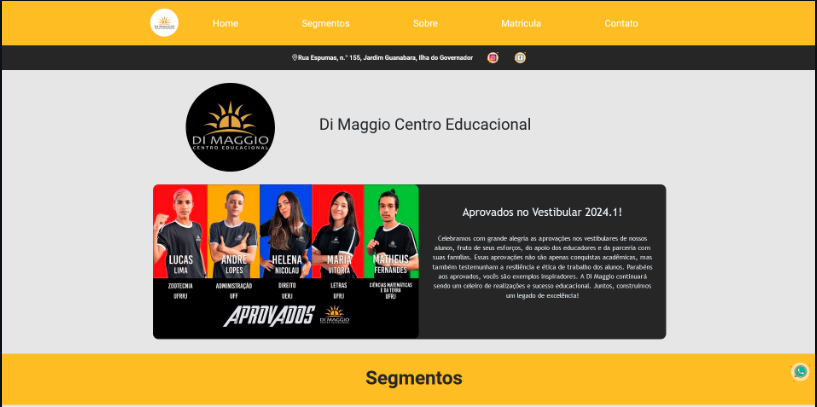 DI MAGGIO
Home
Segmentos
Sobre
Matrícula
Contato
Rua Espumas, n.° 155, Jardim Guanabara, Ilha do Governador
DI MAGGIO
CENTRO EDUCACIONAL
Di Maggio Centro Educacional
LUCAS
LIMA
ZOOTECNIA
UFRRJ
ANDRÉ
LOPES
ADMINISTRAÇÃO
UFF
HELENA
NICOLAU
DIREITO
UERJ
MARIA
VITÓRIA
LETRAS
UFRJ
MATHEUS
FERNANDES
CIÊNCIAS MATEMÁTICAS
E DA TERRA
UFRJ
APROVADOS
DI MAGGIO
Aprovados no Vestibular 2024.1!
Celebramos com grande alegria as aprovações nos vestibulares de nossos
alunos, fruto de seus esforços, do apoio dos educadores e da parceria com
suas famílias. Essas aprovações não são apenas conquistas acadêmicas, mas
também testemunham a resiliência e ética de trabalho dos alunos. Parabéns
aos aprovados, vocês são exemplos inspiradores. A Di Maggio continuará
sendo um celeiro de realizações e sucesso educacional. Juntos, construímos
um legado de excelência!
Segmentos